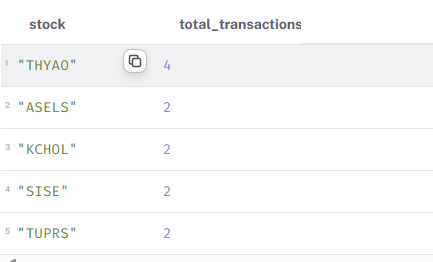 stock total_transactions
1 "THYAO" 4
2 "ASELS" 2
3 "KCHOL" 2
4 "SISE" 2
5 "TUPRS" 2